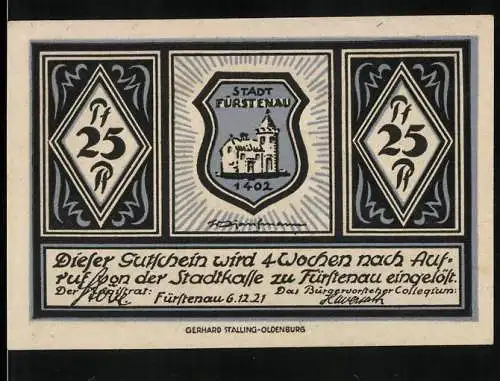 Pf
25
Pf
STADT
FÜRSTENAU
1402
Pf
25
Pf
Dieser Gutschein wird 4 Wochen nach Auf-
ruf von der Stadtkasse zu Fürstenau eingelöst.
Der Magistrat: Fürstenau 6.12.21 Das Bürgervorsteher Collegium:
GERHARD STALLING-OLDENBURG